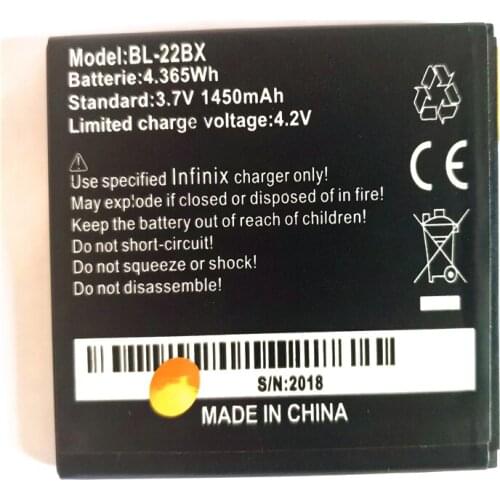 Model:BL-22BX
Batterie:4.365Wh
Standard:3.7V 1450mAh
Limited charge voltage:4.2V
Use specified Infinix charger only!
May explode if closed or disposed of in fire!
Keep the battery out of reach of children!
Do not short-circuit!
Do not squeeze or shock!
Do not disassemble!
CE
S/N:2018
MADE IN CHINA